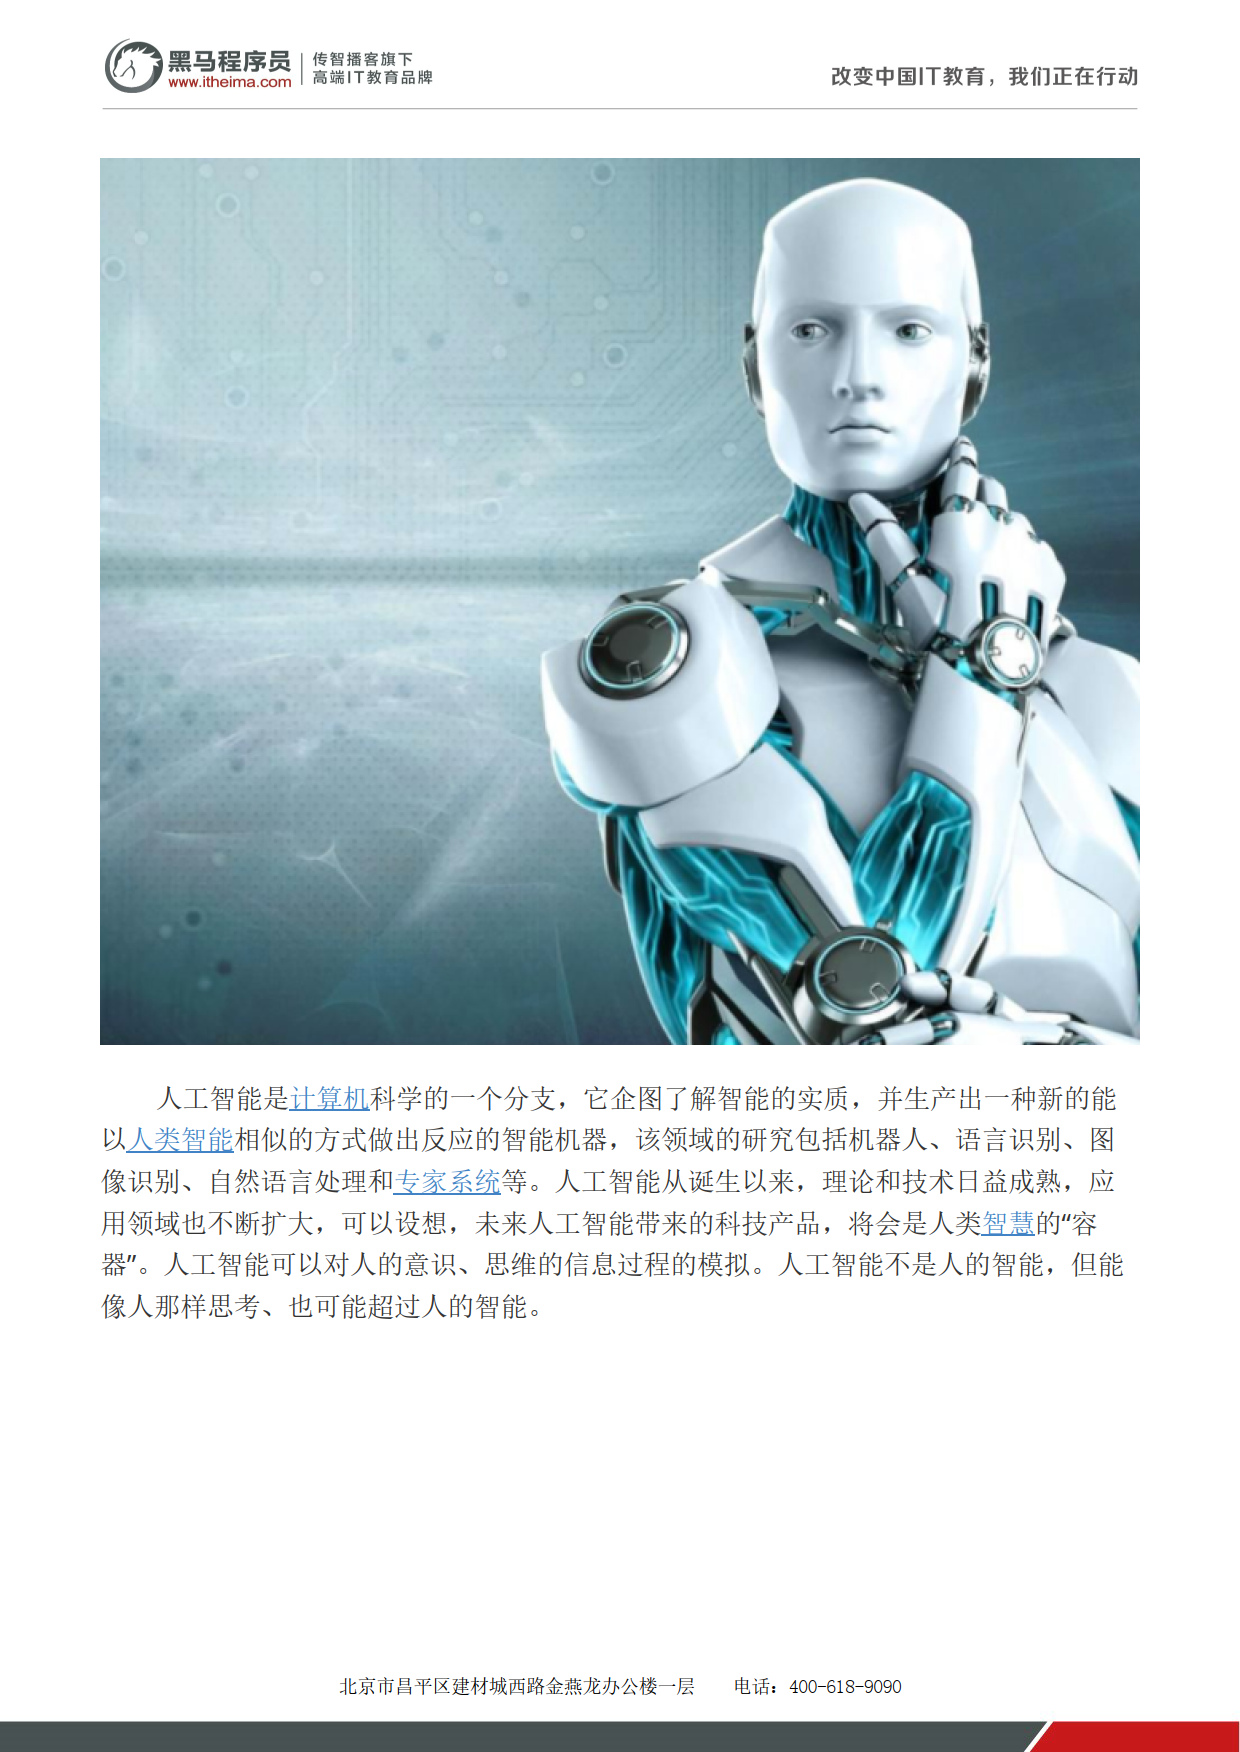 黑马程序员
www.itheima.com
传智播客旗下
高端IT教育品牌
改变中国IT教育，我们正在行动
人工智能是计算机科学的一个分支，它企图了解智能的实质，并生产出一种新的能
以人类智能相似的方式做出反应的智能机器，该领域的研究包括机器人、语言识别、图
像识别、自然语言处理和专家系统等。人工智能从诞生以来，理论和技术日益成熟，应
用领域也不断扩大，可以设想，未来人工智能带来的科技产品，将会是人类智慧的“容
器”。人工智能可以对人的意识、思维的信息过程的模拟。人工智能不是人的智能，但能
像人那样思考、也可能超过人的智能。
北京市昌平区建材城西路金燕龙办公楼一层 电话：400-618-9090